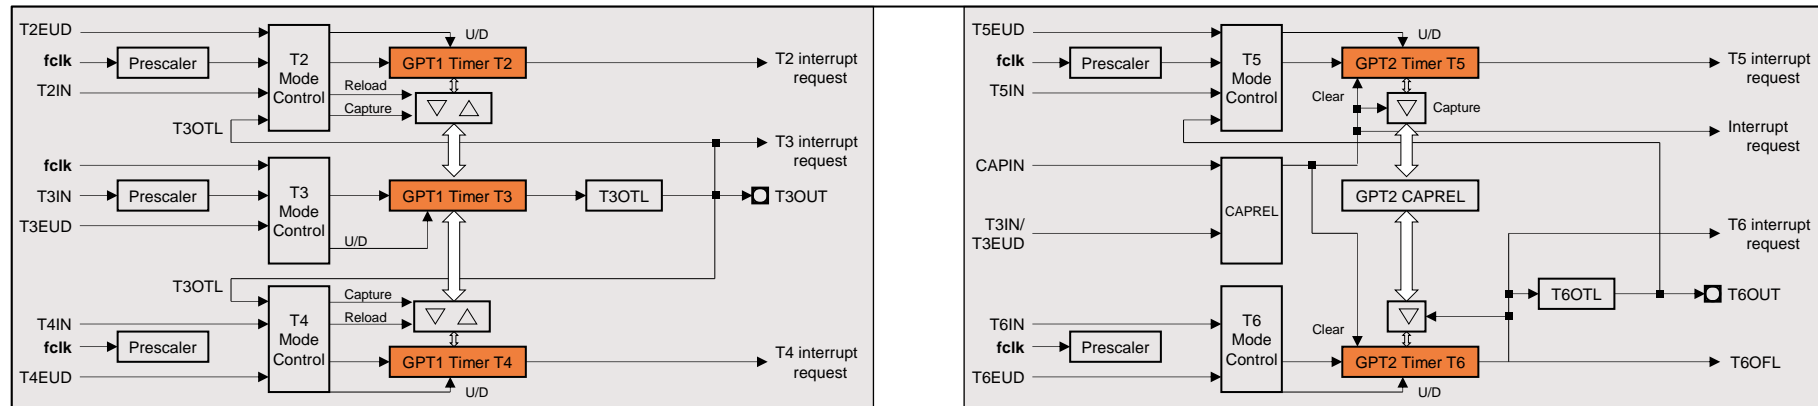 T2EUD
U/D
fclk
Prescaler
T2
Mode
Control
GPT1 Timer T2
T2 interrupt
request
T2IN
Reload
Capture
T3OTL
T3 interrupt
request
fclk
T3IN
Prescaler
T3
Mode
Control
GPT1 Timer T3
T3OTL
T3OUT
T3EUD
U/D
T3OTL
Capture
Reload
T4IN
T4
Mode
Control
fclk
Prescaler
GPT1 Timer T4
T4 interrupt
request
T4EUD
U/D
T5EUD
U/D
fclk
Prescaler
T5
Mode
Control
GPT2 Timer T5
T5 interrupt
request
T5IN
Clear
Capture
Interrupt
request
CAPIN
CAPREL
GPT2 CAPREL
T3IN/
T3EUD
T6 interrupt
request
T6OTL
T6OUT
T6IN
T6
Mode
Control
Clear
fclk
Prescaler
GPT2 Timer T6
T6OFL
T6EUD
U/D